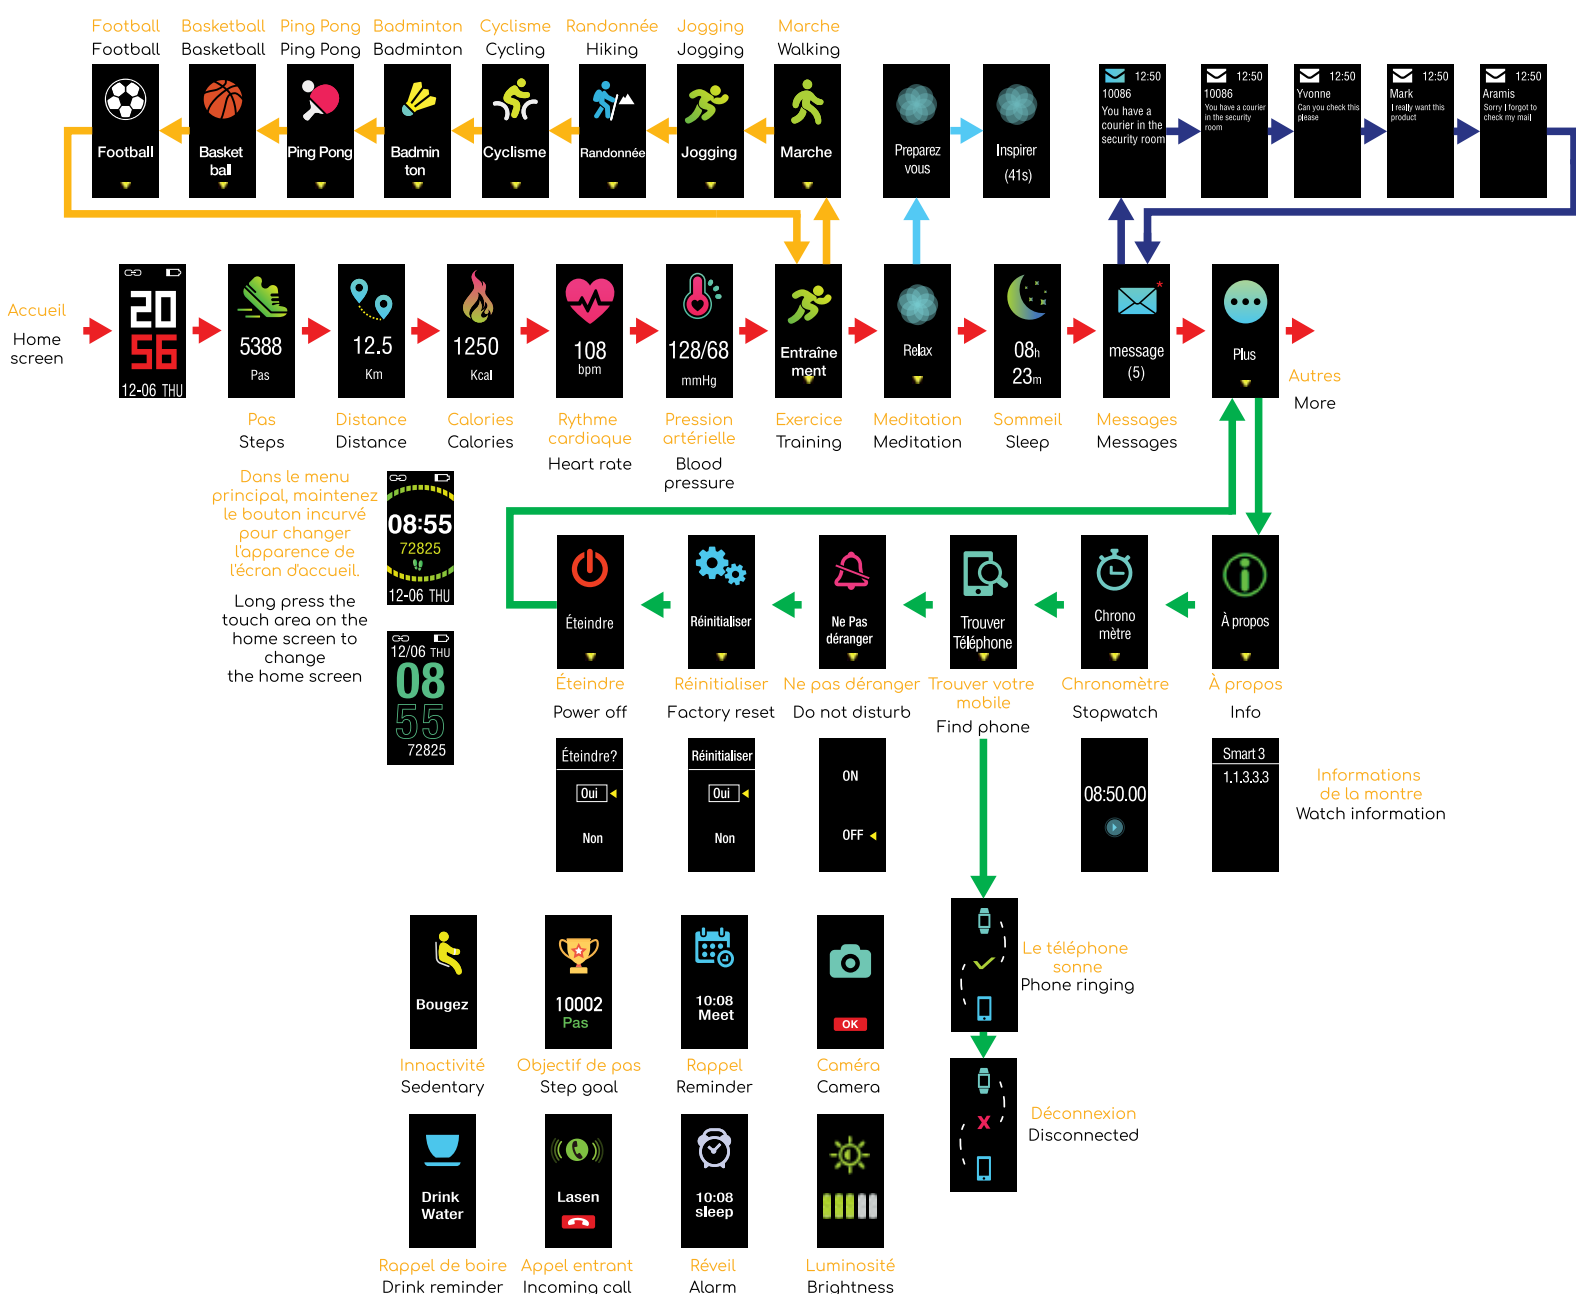 Football Basketball Ping Pong Badminton Cyclisme Randonnée Jogging Marche
Football Basketball Ping Pong Badminton Cycling Hiking Jogging Walking
Football
Basket
ball
Ping Pong
Badmin
ton
Cyclisme
Randonnée
Jogging
Marche
Preparez
vous
Inspirer
(41s)
12:50
10086
You have a
courier in the
security room
12:50
10086
You have a courier
in the security
room
12:50
Yvonne
Can you check this
please
12:50
Mark
I really want this
product
12:50
Aramis
Sorry I forgot to
check my mail
Accueil
Home
screen
20
56
12-06 THU
5388
Pas
12.5
Km
1250
Kcal
108
bpm
128/68
mmHg
Entraîne
ment
Relax
08h
23m
message
(5)
Plus
Autres
More
Pas
Steps
Distance
Distance
Calories
Calories
Rythme
cardiaque
Heart rate
Pression
artérielle
Blood
pressure
Exercice
Training
Meditation
Meditation
Sommeil
Sleep
Messages
Messages
Dans le menu
principal, maintenez
le bouton incurvé
pour changer
l'apparence de
l'écran d'accueil.
Long press the
touch area on the
home screen to
change
the home screen
08:55
72825
12-06 THU
12/06 THU
08
55
72825
Éteindre
Réinitialiser
Ne Pas
déranger
Trouver
Téléphone
Chrono
mètre
À propos
Éteindre
Power off
Réinitialiser
Factory reset
Ne pas déranger
Do not disturb
Trouver votre
mobile
Find phone
Chronomètre
Stopwatch
À propos
Info
Éteindre?
Oui
Non
Réinitialiser
Oui
Non
ON
OFF
08:50.00
Smart 3
1.1.3.3.3
Informations
de la montre
Watch information
Bougez
10002
Pas
10:08
Meet
OK
Le téléphone
sonne
Phone ringing
Innactivité
Sedentary
Objectif de pas
Step goal
Rappel
Reminder
Caméra
Camera
X
Déconnexion
Disconnected
Drink
Water
Lasen
10:08
sleep
Rappel de boire
Drink reminder
Appel entrant
Incoming call
Réveil
Alarm
Luminosité
Brightness